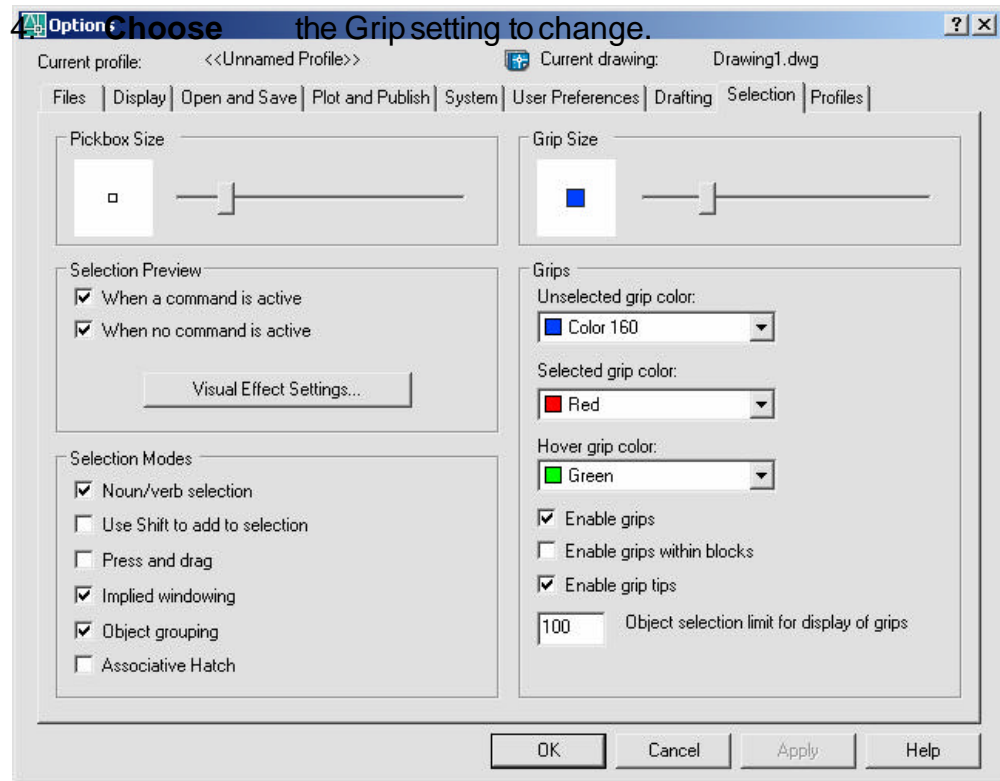 4. Choose the Grip setting to change.
Options
Current profile: <<Unnamed Profile>> Current drawing: Drawing1.dwg
Files Display Open and Save Plot and Publish System User Preferences Drafting Selection Profiles
Pickbox Size
Grip Size
Selection Preview
When a command is active
When no command is active
Visual Effect Settings...
Selection Modes
Noun/verb selection
Use Shift to add to selection
Press and drag
Implied windowing
Object grouping
Associative Hatch
Grips
Unselected grip color:
Color 160
Selected grip color:
Red
Hover grip color:
Green
Enable grips
Enable grips within blocks
Enable grip tips
100 Object selection limit for display of grips
OK Cancel Apply Help